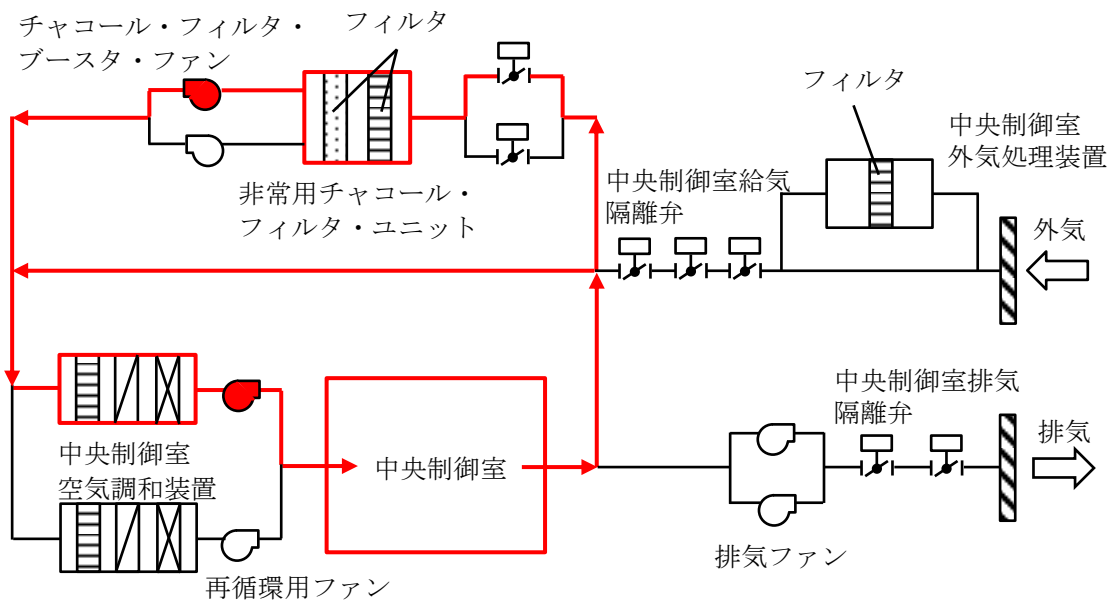 チャコール・フィルタ・
ブースタ・ファン
フィルタ
フィルタ
中央制御室
外気処理装置
非常用チャコール・
フィルタ・ユニット
中央制御室給気
隔離弁
外気
中央制御室
空気調和装置
中央制御室
中央制御室排気
隔離弁
排気
排気ファン
再循環用ファン